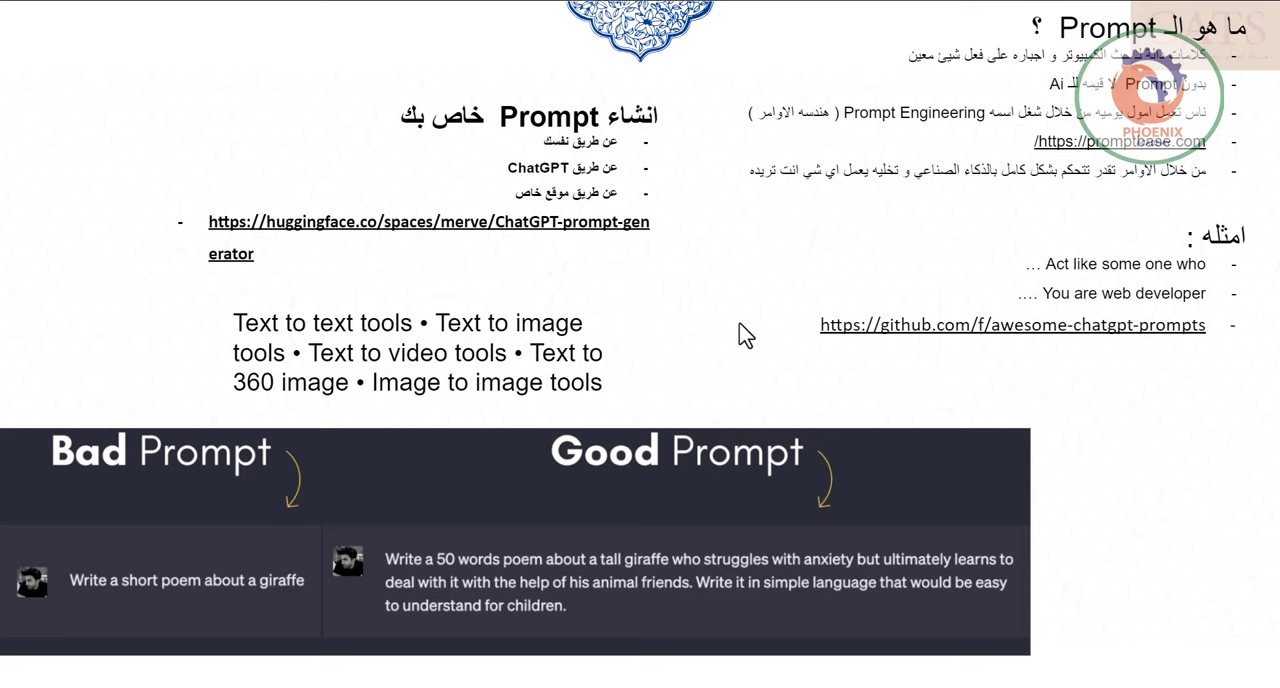 ما هو الـ Prompt ؟
- الكمبيوتر و اجباره على فعل شيئ معين
- بدون Prompt لا قيمه للـ Ai
- ناس تعمل امول يوميه من خلال شغل اسمه Prompt Engineering ( هندسه الاوامر )
- https://promptbase.com/
- من خلال الاوامر تقدر تتحكم بشكل كامل بالذكاء الصناعي و تخليه يعمل اي شي انت تريده
PHOENIX
امثله :
- Act like some one who …
- You are web developer ….
- https://github.com/f/awesome-chatgpt-prompts
انشاء Prompt خاص بك
- عن طريق نفسك
- عن طريق ChatGPT
- عن طريق موقع خاص
- https://huggingface.co/spaces/merve/ChatGPT-prompt-gen
erator
Text to text tools • Text to image
tools • Text to video tools • Text to
360 image • Image to image tools
Bad Prompt
Write a short poem about a giraffe
Good Prompt
Write a 50 words poem about a tall giraffe who struggles with anxiety but ultimately learns to
deal with it with the help of his animal friends. Write it in simple language that would be easy
to understand for children.